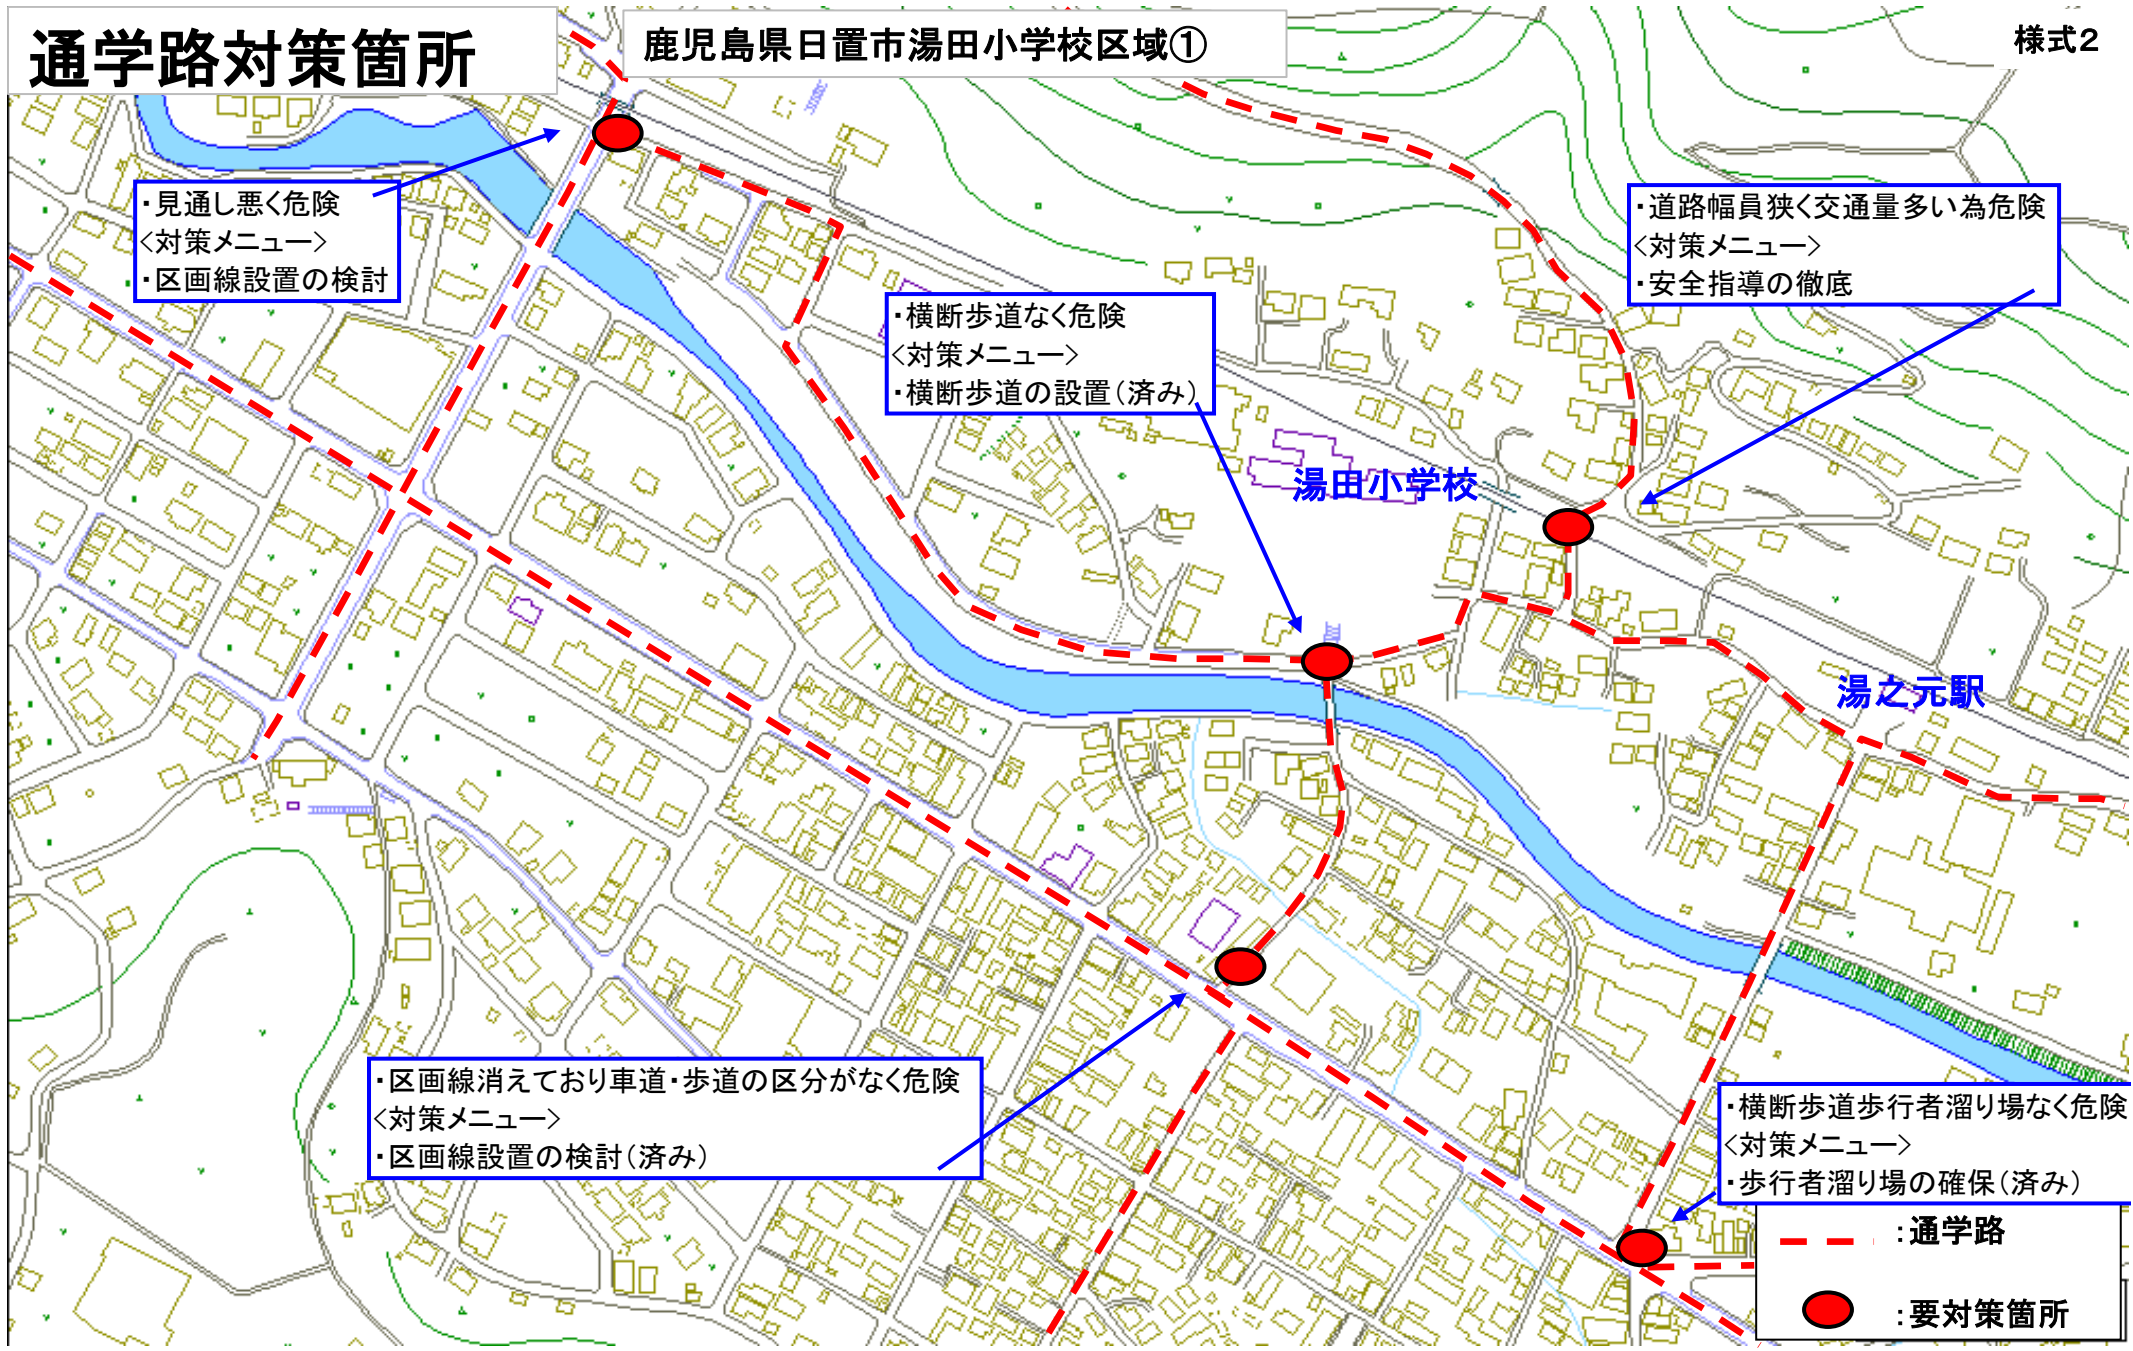 通学路対策箇所
鹿児島県日置市湯田小学校区域①
様式2
・見通し悪く危険
<対策メニュー>
・区画線設置の検討
・道路幅員狭く交通量多い為危険
<対策メニュー>
・安全指導の徹底
・横断歩道なく危険
<対策メニュー>
・横断歩道の設置(済み)
湯田小学校
湯之元駅
・区画線消えており車道・歩道の区分がなく危険
<対策メニュー>
・区画線設置の検討(済み)
・横断歩道歩行者溜り場なく危険
<対策メニュー>
・歩行者溜り場の確保(済み)
:通学路
:要対策箇所